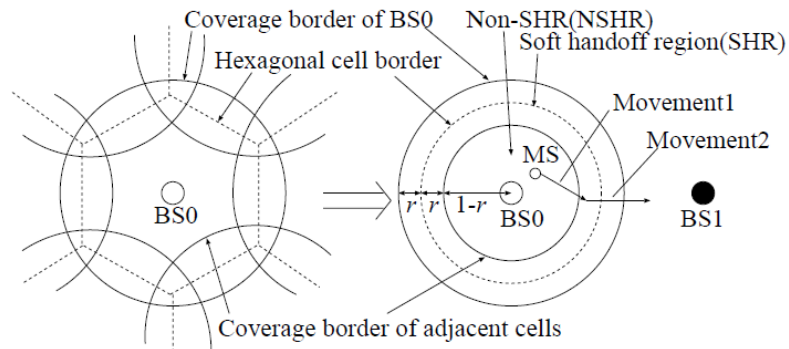 Coverage border of BS0
Hexagonal cell border
BS0
Coverage border of adjacent cells
Non-SHR(NSHR)
Soft handoff region(SHR)
Movement1
Movement2
MS
r r 1-r
BS0
BS1